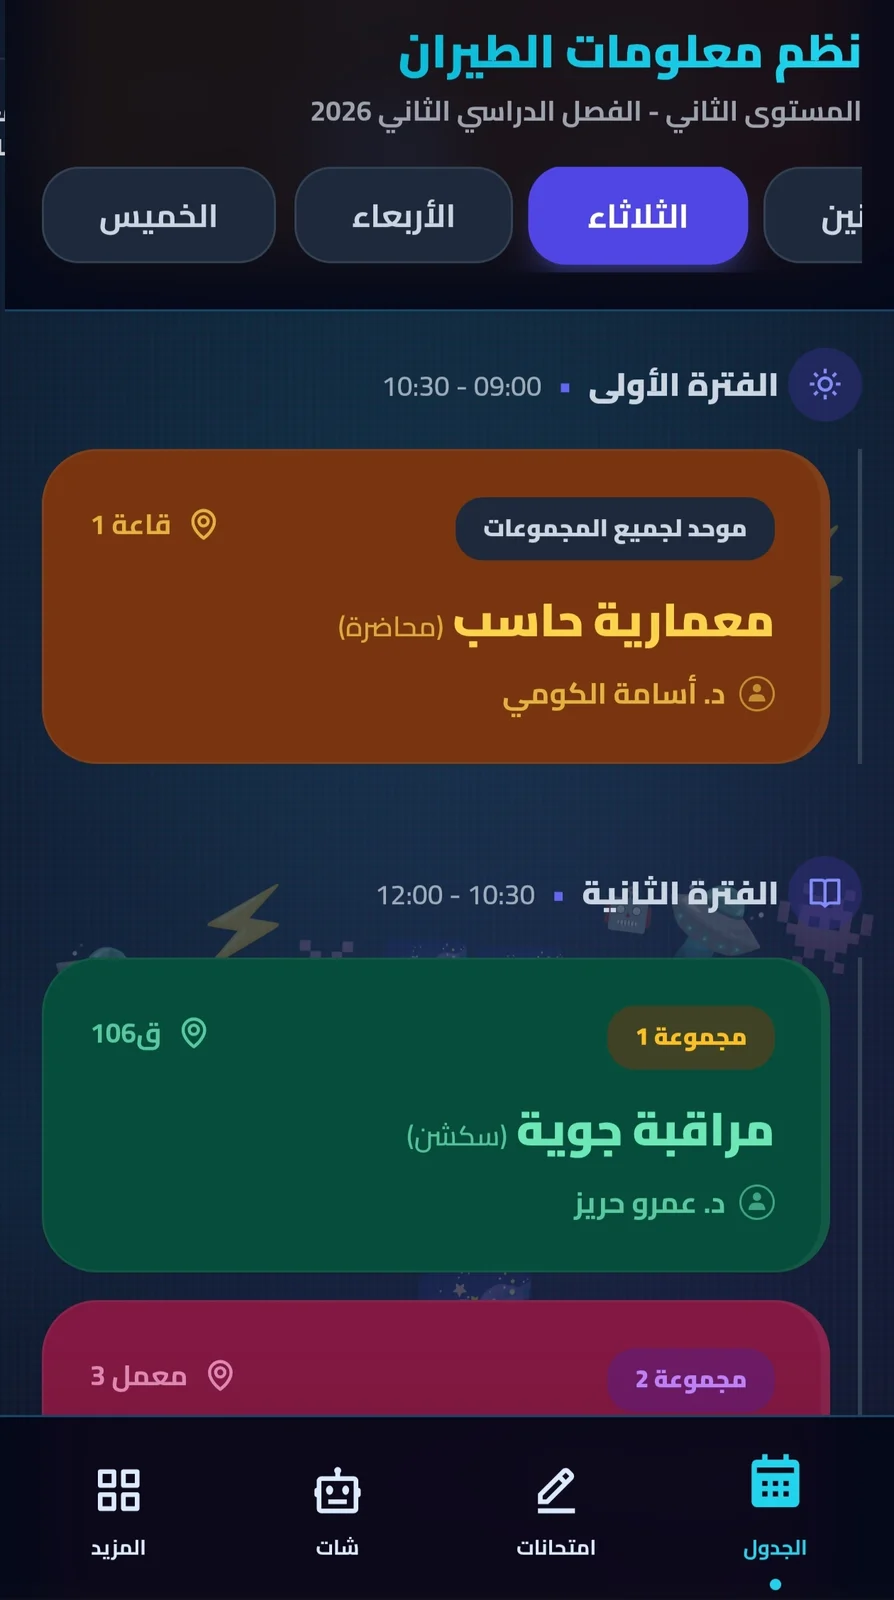 نظم معلومات الطيران
المستوى الثاني - الفصل الدراسي الثاني 2026
الثلاثاء
الأربعاء
الخميس
الفترة الأولى ▪ 09:00 - 10:30
موحد لجميع المجموعات
قاعة 1
معمارية حاسب (محاضرة)
د. أسامة الكومي
الفترة الثانية ▪ 10:30 - 12:00
مجموعة 1
ق106
مراقبة جوية (سكشن)
د. عمرو حريز
مجموعة 2
معمل 3
الجدول
امتحانات
شات
المزيد